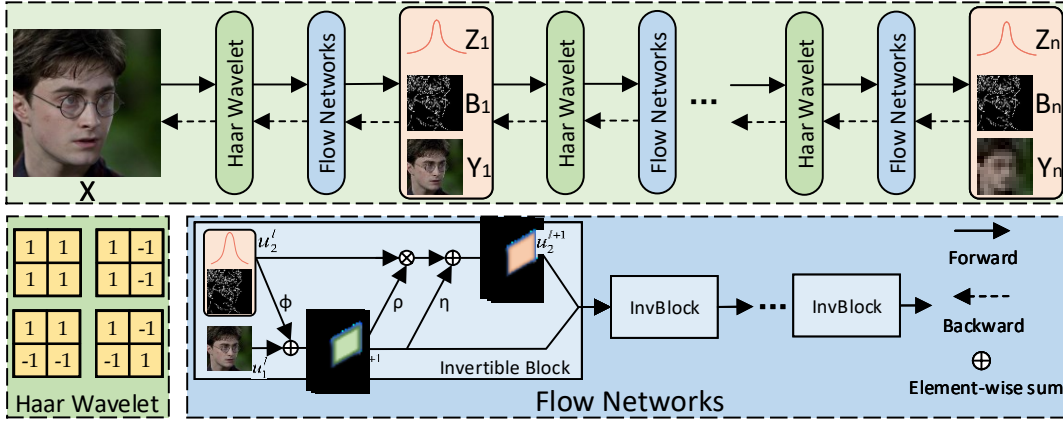 X
Haar Wavelet
Flow Networks
Z₁
B₁
Y₁
Haar Wavelet
Flow Networks
...
Haar Wavelet
Flow Networks
Zₙ
Bₙ
Yₙ
1 1
1 1
1 -1
1 -1
1 1
-1 -1
1 -1
-1 1
Haar Wavelet
u₂ˡ
ϕ
u₁ˡ
+1
ρ
η
u₂ˡ⁺¹
Invertible Block
InvBlock
...
InvBlock
Flow Networks
Forward
Backward
Element-wise sum